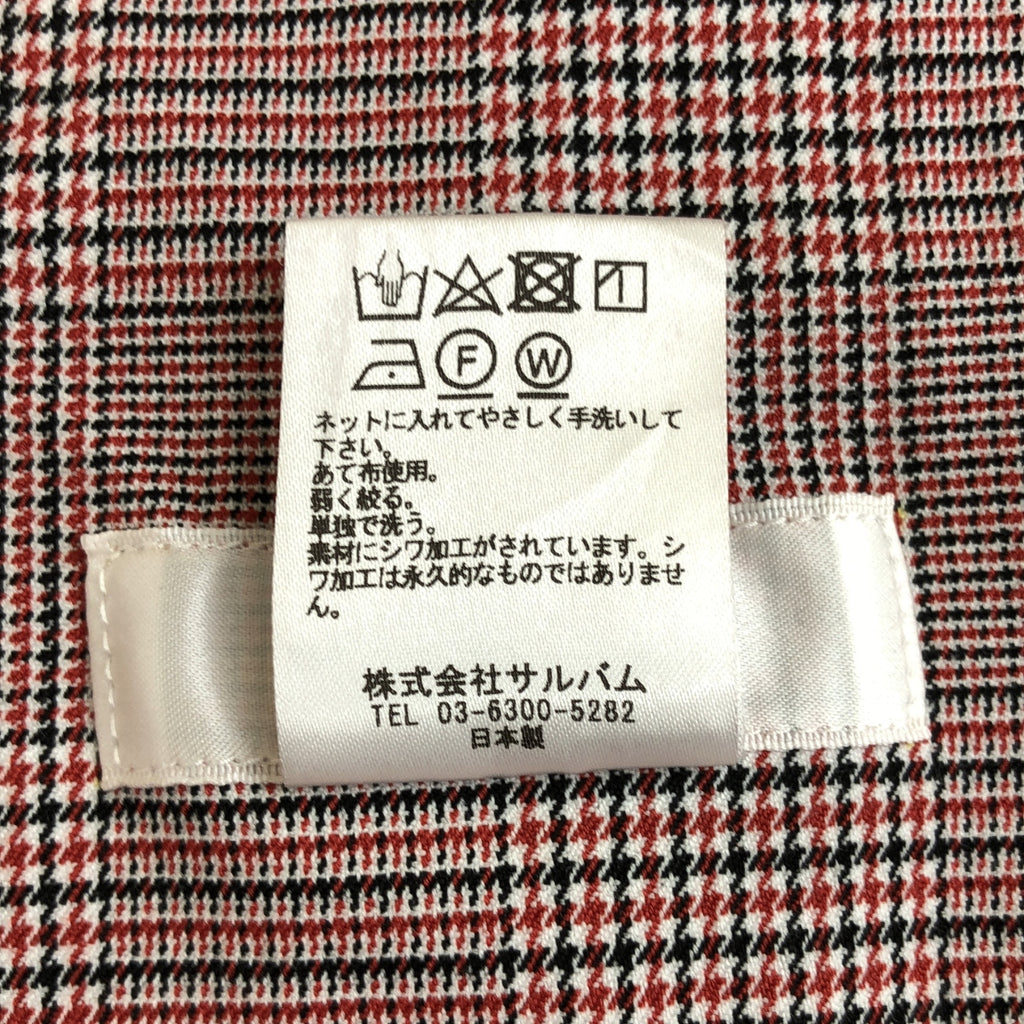 F W
ネットに入れてやさしく手洗いして
下さい。
あて布使用。
弱く絞る。
単独で洗う。
素材にシワ加工がされています。シ
ワ加工は永久的なものではありませ
ん。
株式会社サルバム
TEL 03-6300-5282
日本製